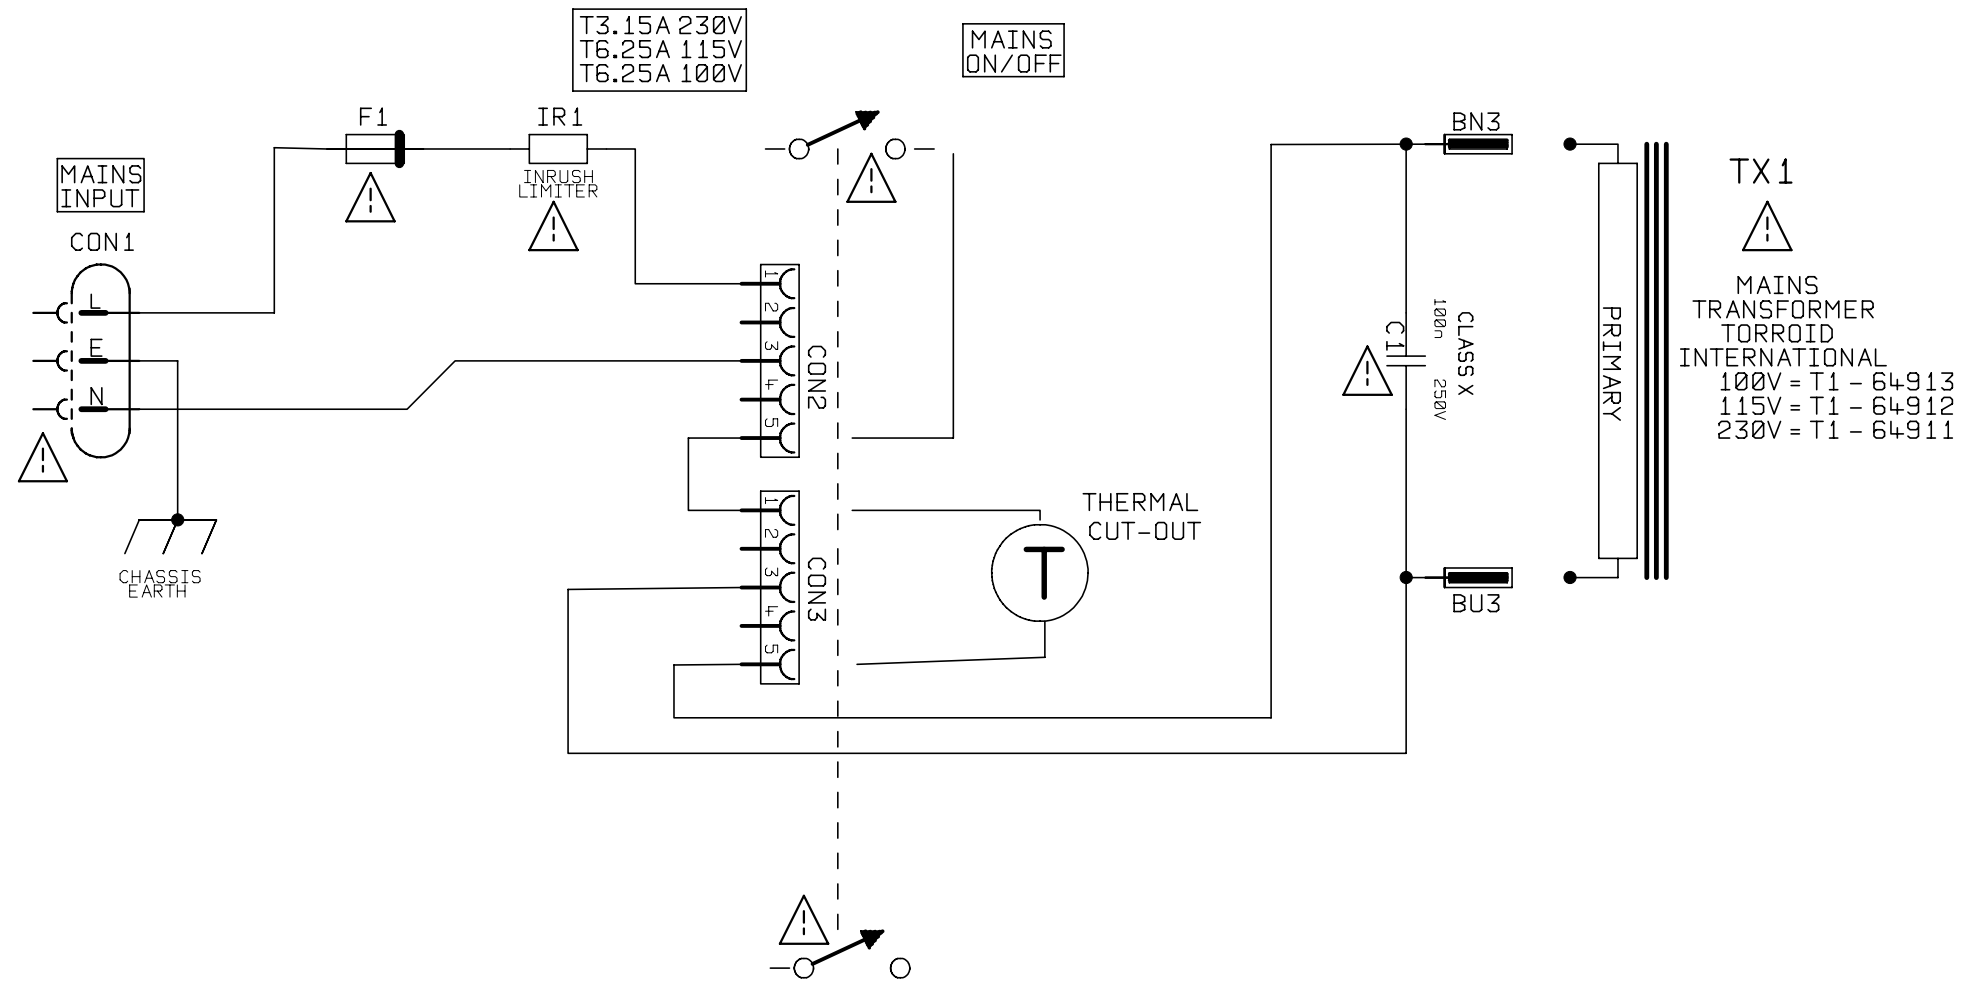 T3.15A 230V
T6.25A 115V
T6.25A 100V
MAINS
ON/OFF
F1
IR1
INRUSH
LIMITER
MAINS
INPUT
CON1
L
E
N
CHASSIS
EARTH
1
2
3
4
5
CON2
1
2
3
4
5
CON3
THERMAL
CUT-OUT
T
BN3
C1
100n 250V
CLASS X
BU3
PRIMARY
TX1
MAINS
TRANSFORMER
TORROID
INTERNATIONAL
100V = T1 - 64913
115V = T1 - 64912
230V = T1 - 64911